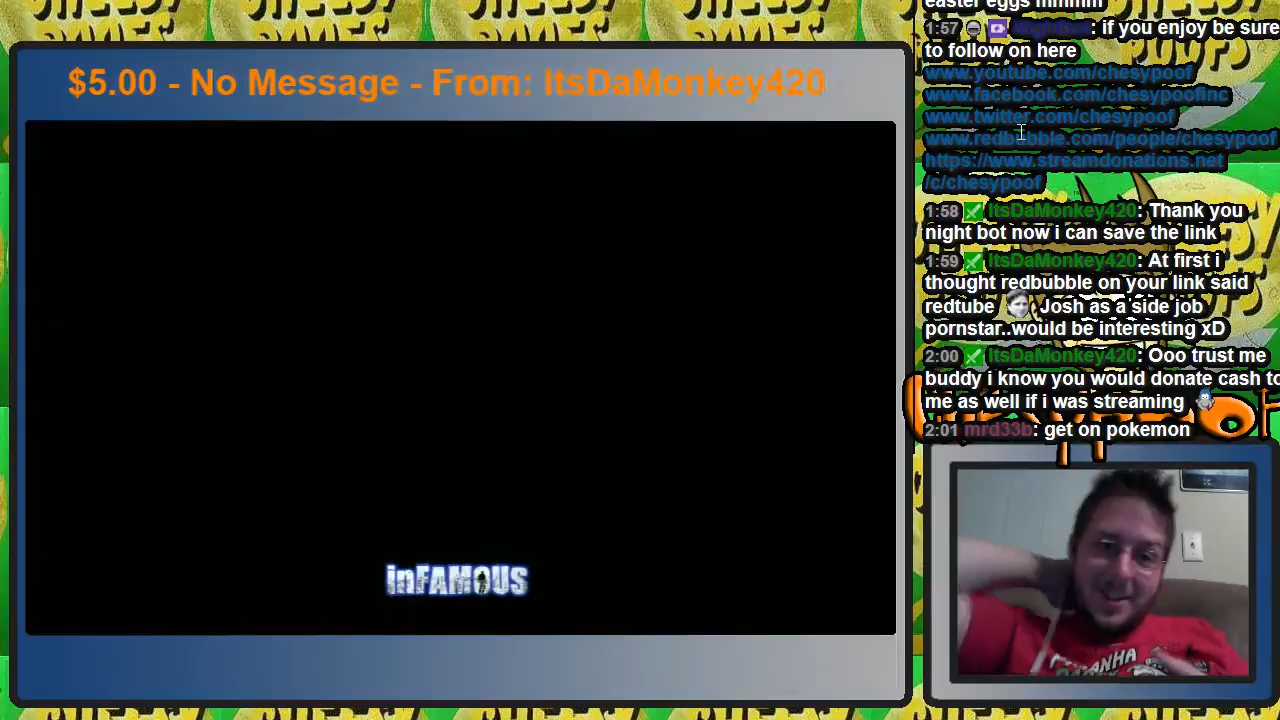 $5.00 - No Message - From: ItsDaMonkey420
inFAMOUS
easter eggs mmmm
1:57 : if you enjoy be sure
to follow on here
www.youtube.com/chesypoof
www.facebook.com/chesypoofinc
www.twitter.com/chesypoof
www.redbubble.com/people/chesypoof
https://www.streamdonations.net
/c/chesypoof
1:58 ItsDaMonkey420: Thank you
night bot now i can save the link
1:59 ItsDaMonkey420: At first i
thought redbubble on your link said
redtube Josh as a side job
pornstar..would be interesting xD
2:00 ItsDaMonkey420: Ooo trust me
buddy i know you would donate cash to
me as well if i was streaming
2:01 mrd33b: get on pokemon